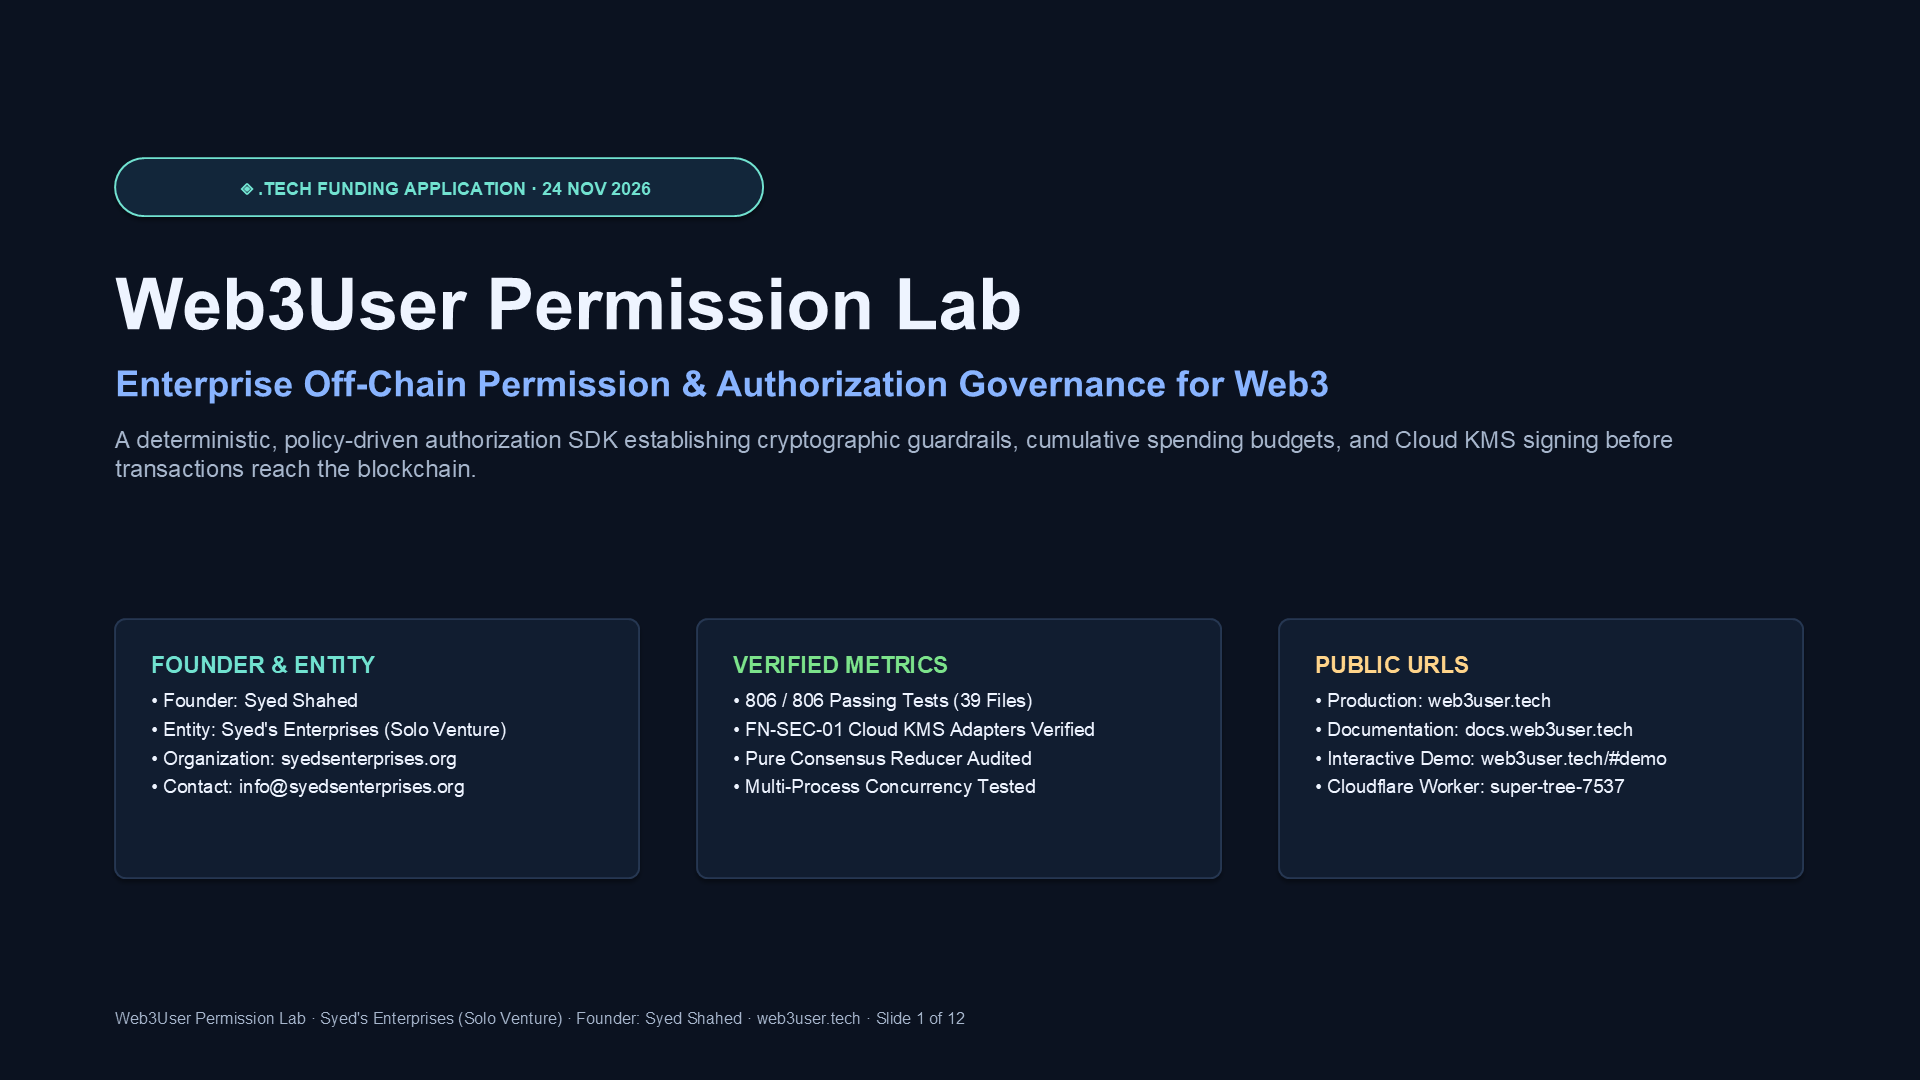 ◈ .TECH FUNDING APPLICATION · 24 NOV 2026
Web3User Permission Lab
Enterprise Off-Chain Permission & Authorization Governance for Web3
A deterministic, policy-driven authorization SDK establishing cryptographic guardrails, cumulative spending budgets, and Cloud KMS signing before
transactions reach the blockchain.
FOUNDER & ENTITY
• Founder: Syed Shahed
• Entity: Syed's Enterprises (Solo Venture)
• Organization: syedsenterprises.org
• Contact: info@syedsenterprises.org
VERIFIED METRICS
• 806 / 806 Passing Tests (39 Files)
• FN-SEC-01 Cloud KMS Adapters Verified
• Pure Consensus Reducer Audited
• Multi-Process Concurrency Tested
PUBLIC URLS
• Production: web3user.tech
• Documentation: docs.web3user.tech
• Interactive Demo: web3user.tech/#demo
• Cloudflare Worker: super-tree-7537
Web3User Permission Lab · Syed's Enterprises (Solo Venture) · Founder: Syed Shahed · web3user.tech · Slide 1 of 12